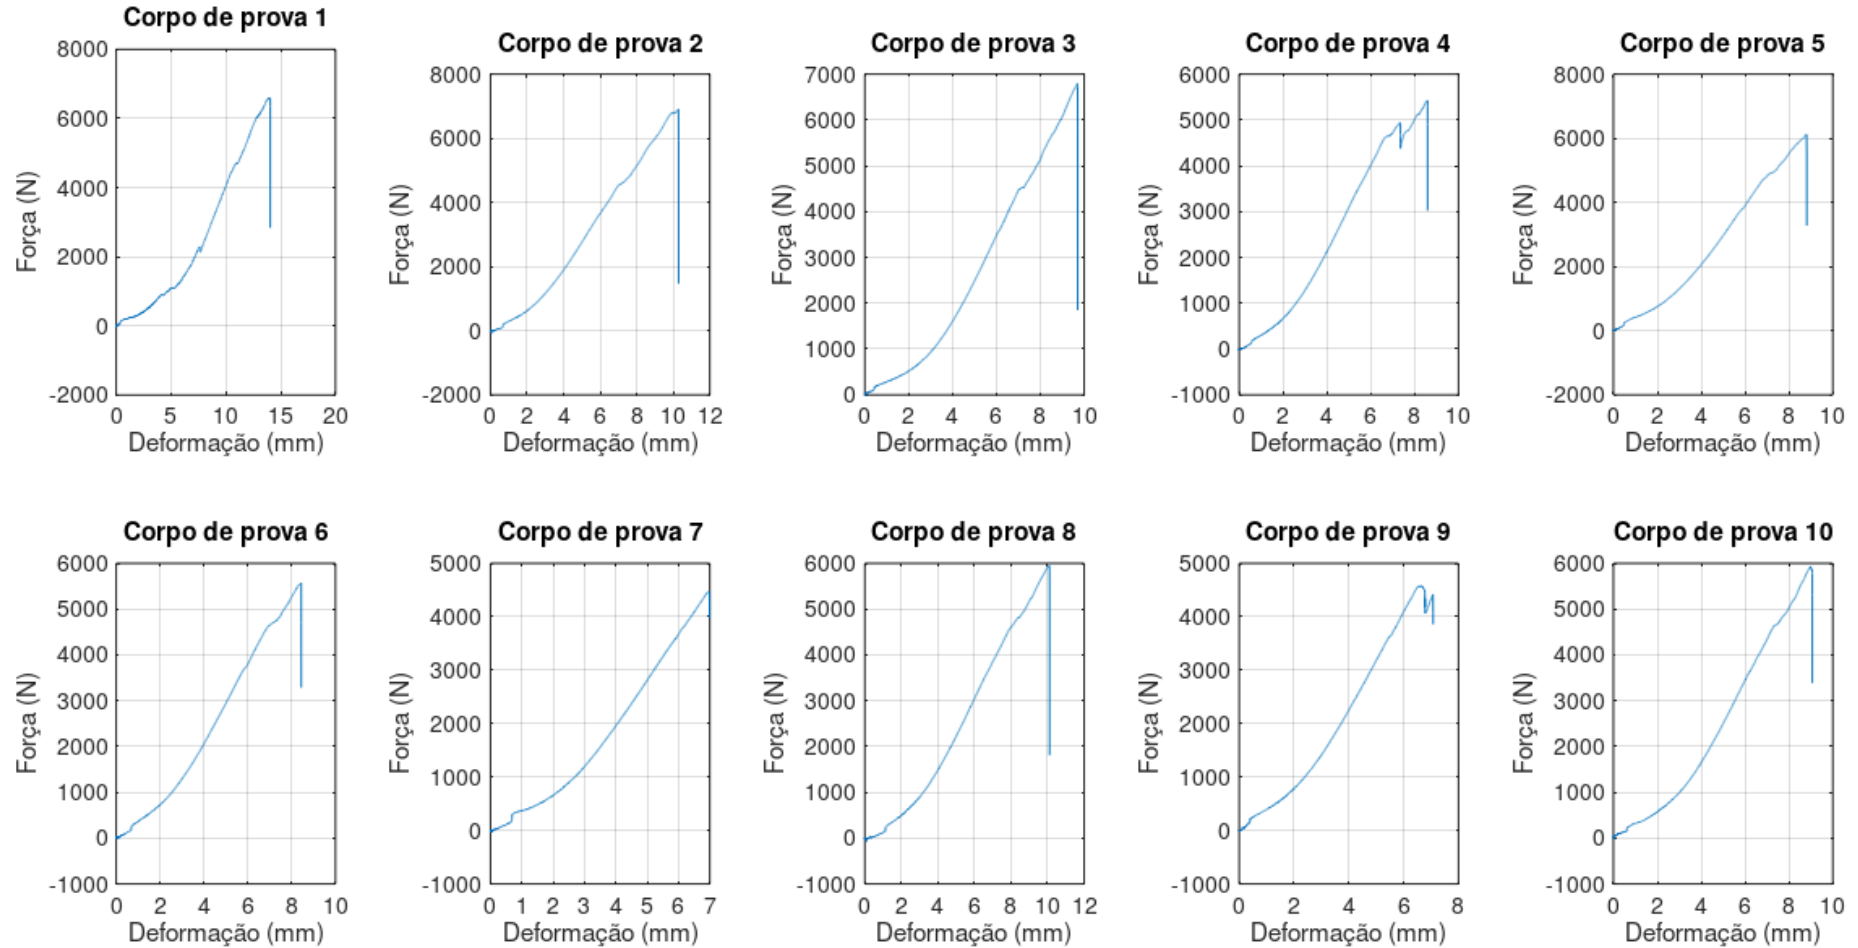 Corpo de prova 1
8000
6000
4000
2000
0
-2000
Força (N)
0 5 10 15 20
Deformação (mm)
Corpo de prova 2
8000
6000
4000
2000
0
-2000
Força (N)
0 2 4 6 8 10 12
Deformação (mm)
Corpo de prova 3
7000
6000
5000
4000
3000
2000
1000
0
Força (N)
0 2 4 6 8 10
Deformação (mm)
Corpo de prova 4
6000
5000
4000
3000
2000
1000
0
-1000
Força (N)
0 2 4 6 8 10
Deformação (mm)
Corpo de prova 5
8000
6000
4000
2000
0
-2000
Força (N)
0 2 4 6 8 10
Deformação (mm)
Corpo de prova 6
6000
5000
4000
3000
2000
1000
0
-1000
Força (N)
0 2 4 6 8 10
Deformação (mm)
Corpo de prova 7
5000
4000
3000
2000
1000
0
-1000
Força (N)
0 1 2 3 4 5 6 7
Deformação (mm)
Corpo de prova 8
6000
5000
4000
3000
2000
1000
0
-1000
Força (N)
0 2 4 6 8 10 12
Deformação (mm)
Corpo de prova 9
5000
4000
3000
2000
1000
0
-1000
Força (N)
0 2 4 6 8
Deformação (mm)
Corpo de prova 10
6000
5000
4000
3000
2000
1000
0
-1000
Força (N)
0 2 4 6 8 10
Deformação (mm)